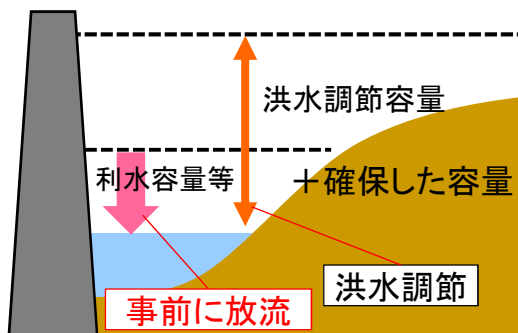 洪水調節容量
利水容量等
＋確保した容量
洪水調節
事前に放流